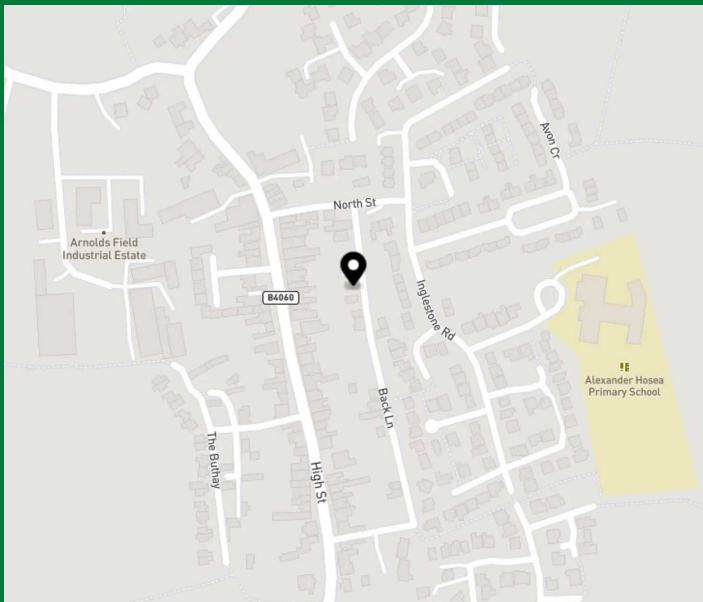 Avon Cr
North St
Arnolds Field
Industrial Estate
B4060
Inglestone Rd
Alexander Hosea
Primary School
Back Ln
The Buthay
High St